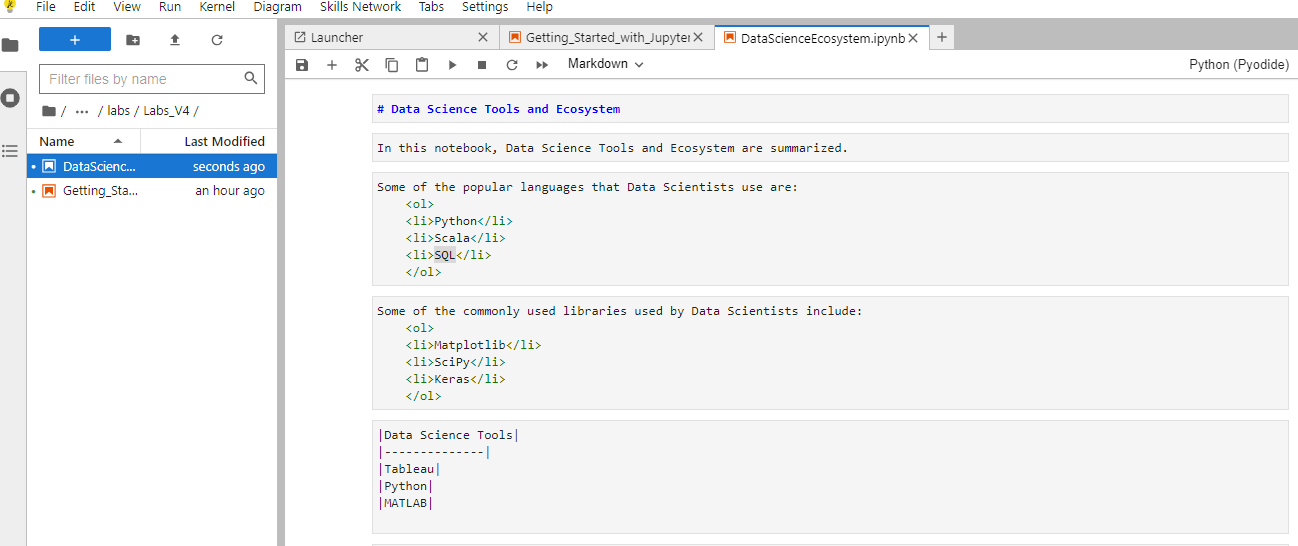 File Edit View Run Kernel Diagram Skills Network Tabs Settings Help
+
Filter files by name
/ ... / labs / Labs_V4 /
Name Last Modified
DataScienc... seconds ago
Getting_Sta... an hour ago
Launcher
Getting_Started_with_Jupyter
DataScienceEcosystem.ipynb
Markdown
Python (Pyodide)
# Data Science Tools and Ecosystem
In this notebook, Data Science Tools and Ecosystem are summarized.
Some of the popular languages that Data Scientists use are:
<ol>
<li>Python</li>
<li>Scala</li>
<li>SQL</li>
</ol>
Some of the commonly used libraries used by Data Scientists include:
<ol>
<li>Matplotlib</li>
<li>SciPy</li>
<li>Keras</li>
</ol>
|Data Science Tools|
|--------------|
|Tableau|
|Python|
|MATLAB|